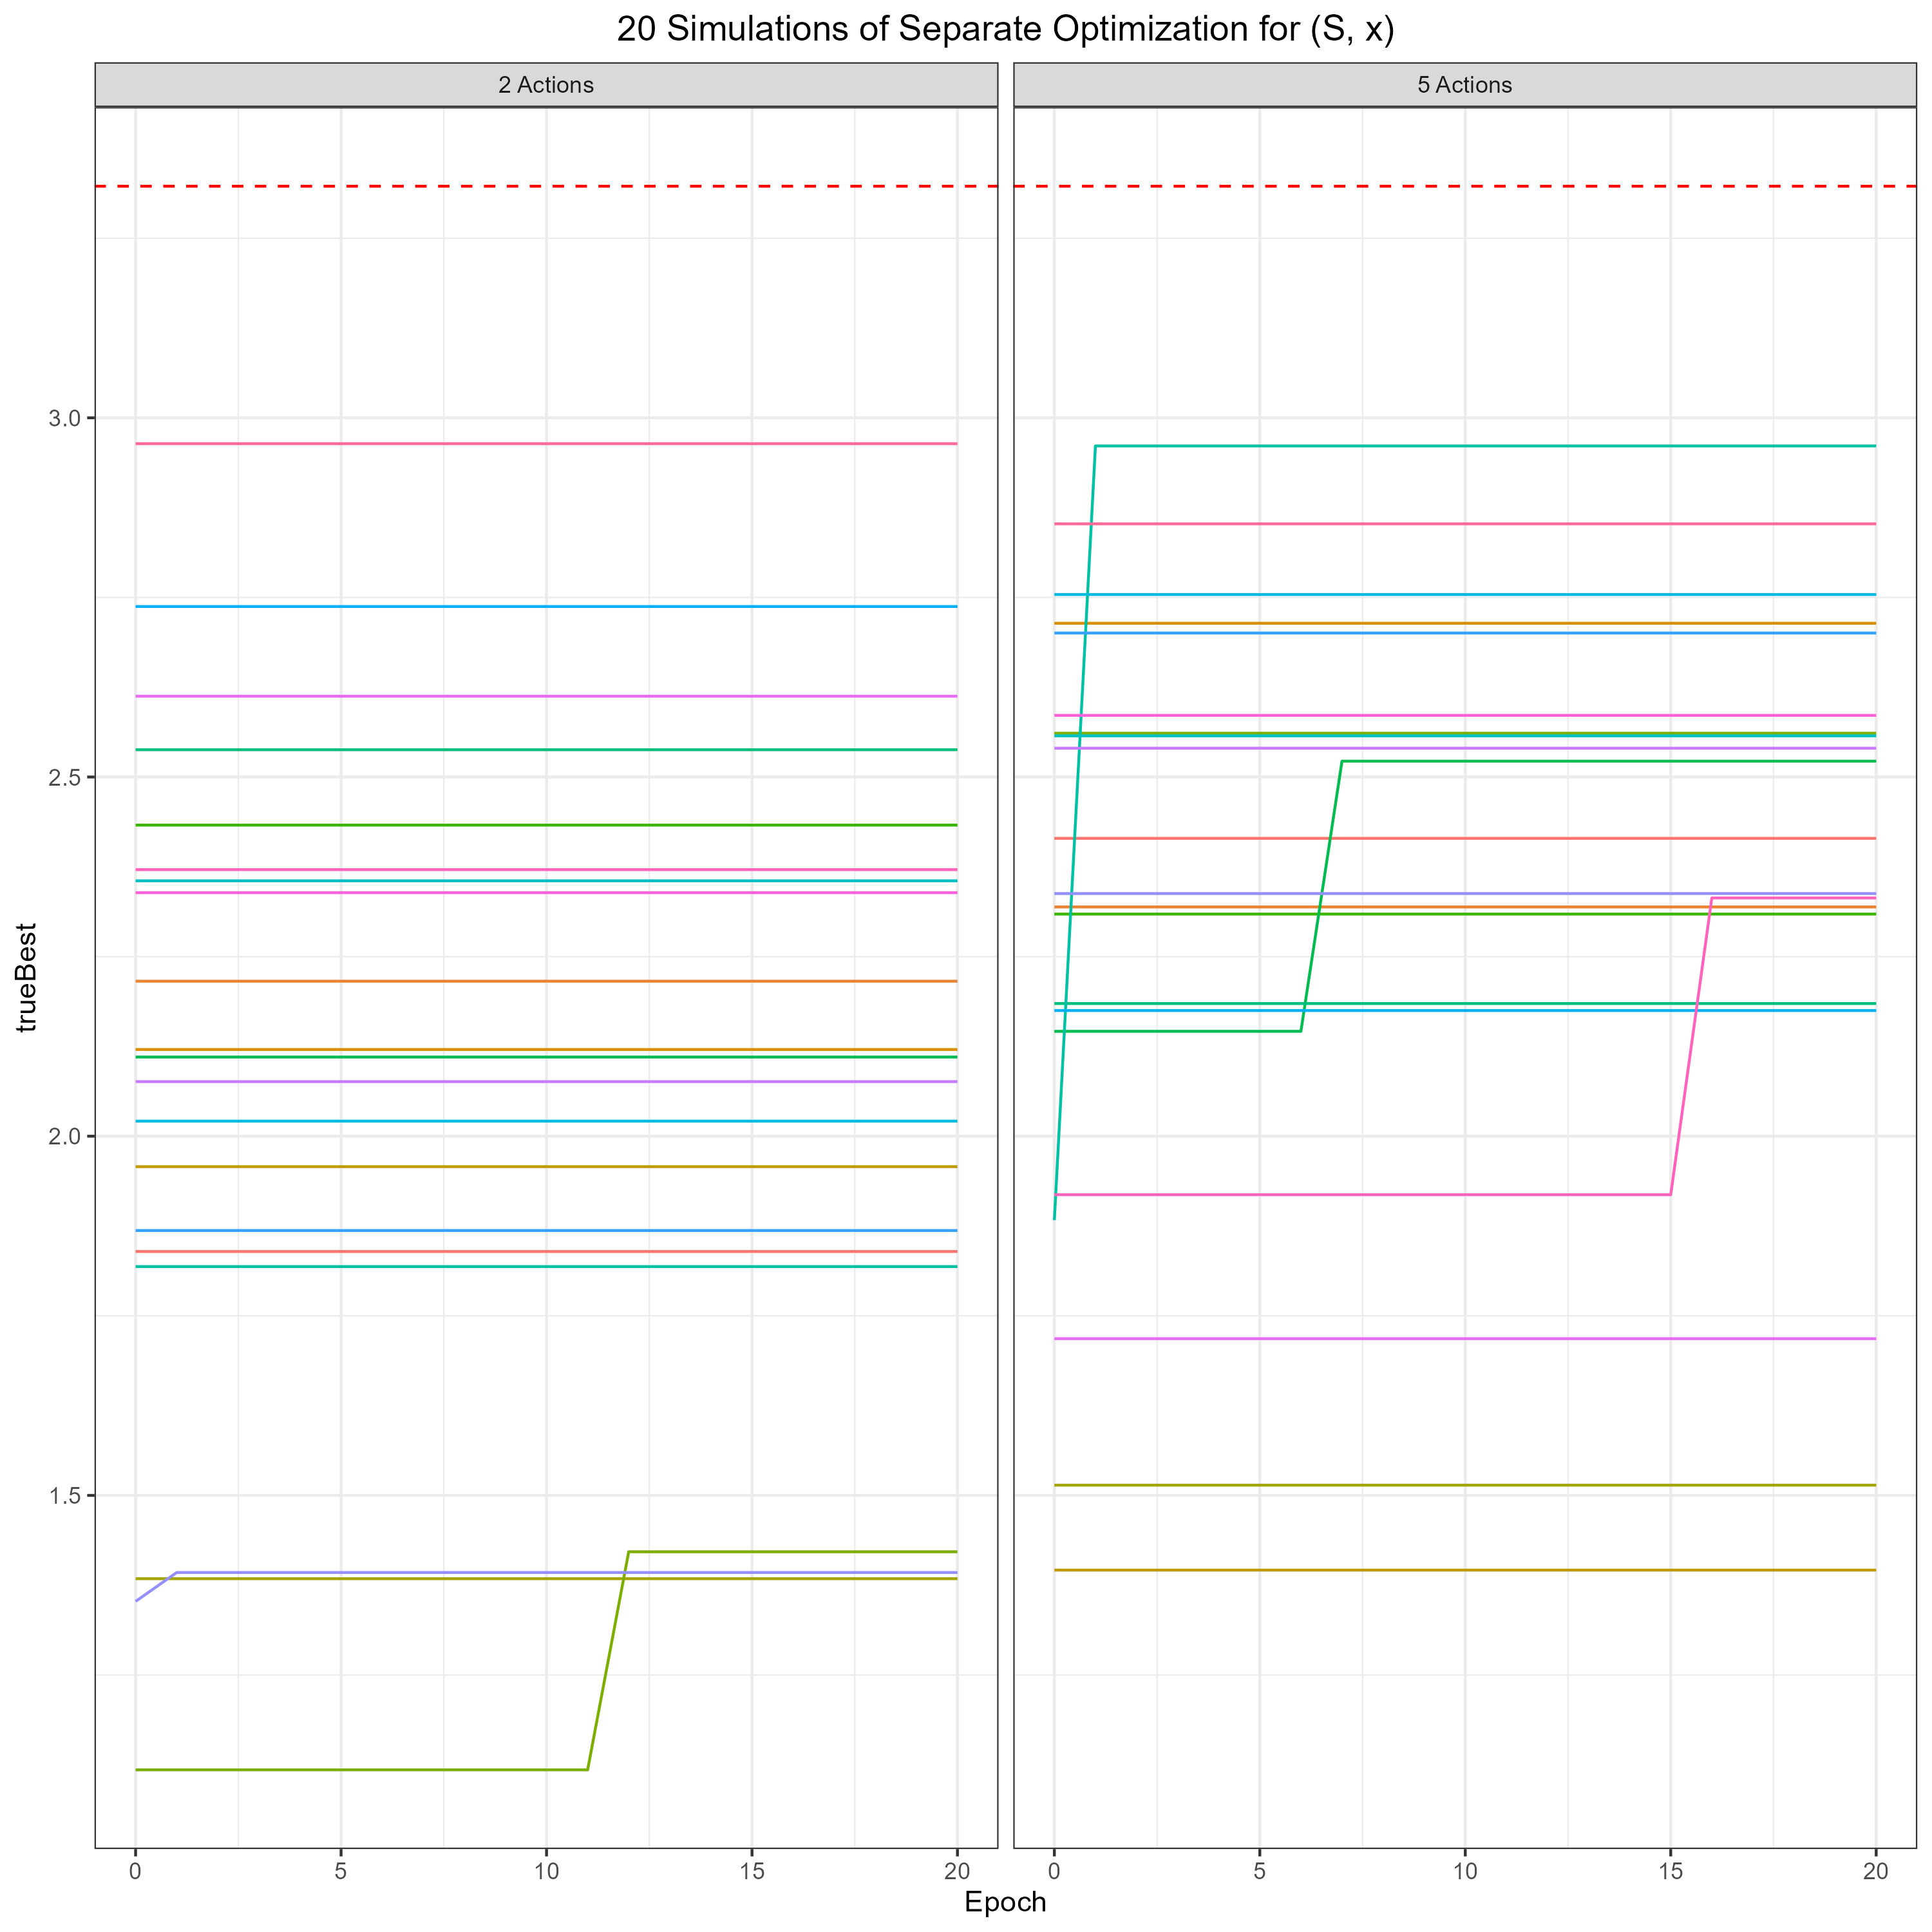 20 Simulations of Separate Optimization for (S, x)
2 Actions
5 Actions
3.0
2.5
2.0
1.5
trueBest
0 5 10 15 20
0 5 10 15 20
Epoch